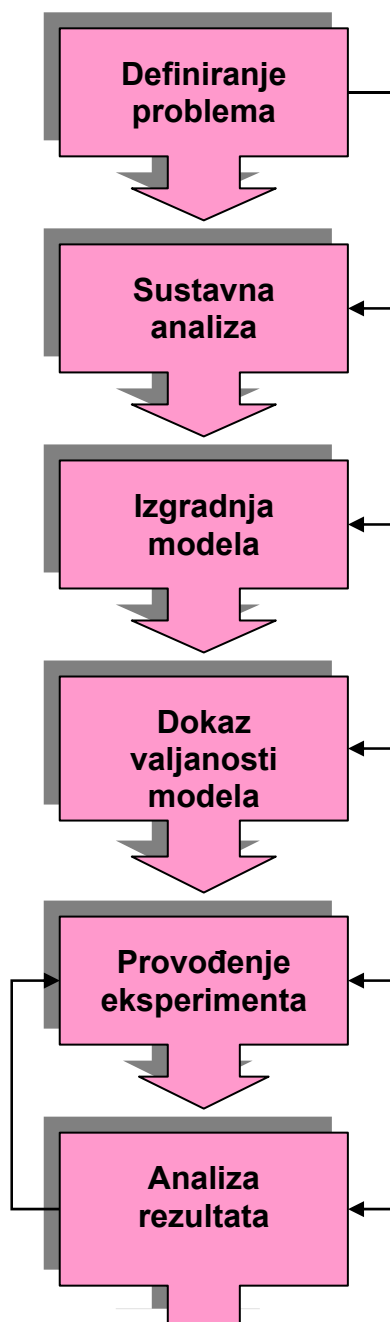 Definiranje
problema
Sustavna
analiza
Izgradnja
modela
Dokaz
valjanosti
modela
Provođenje
eksperimenta
Analiza
rezultata